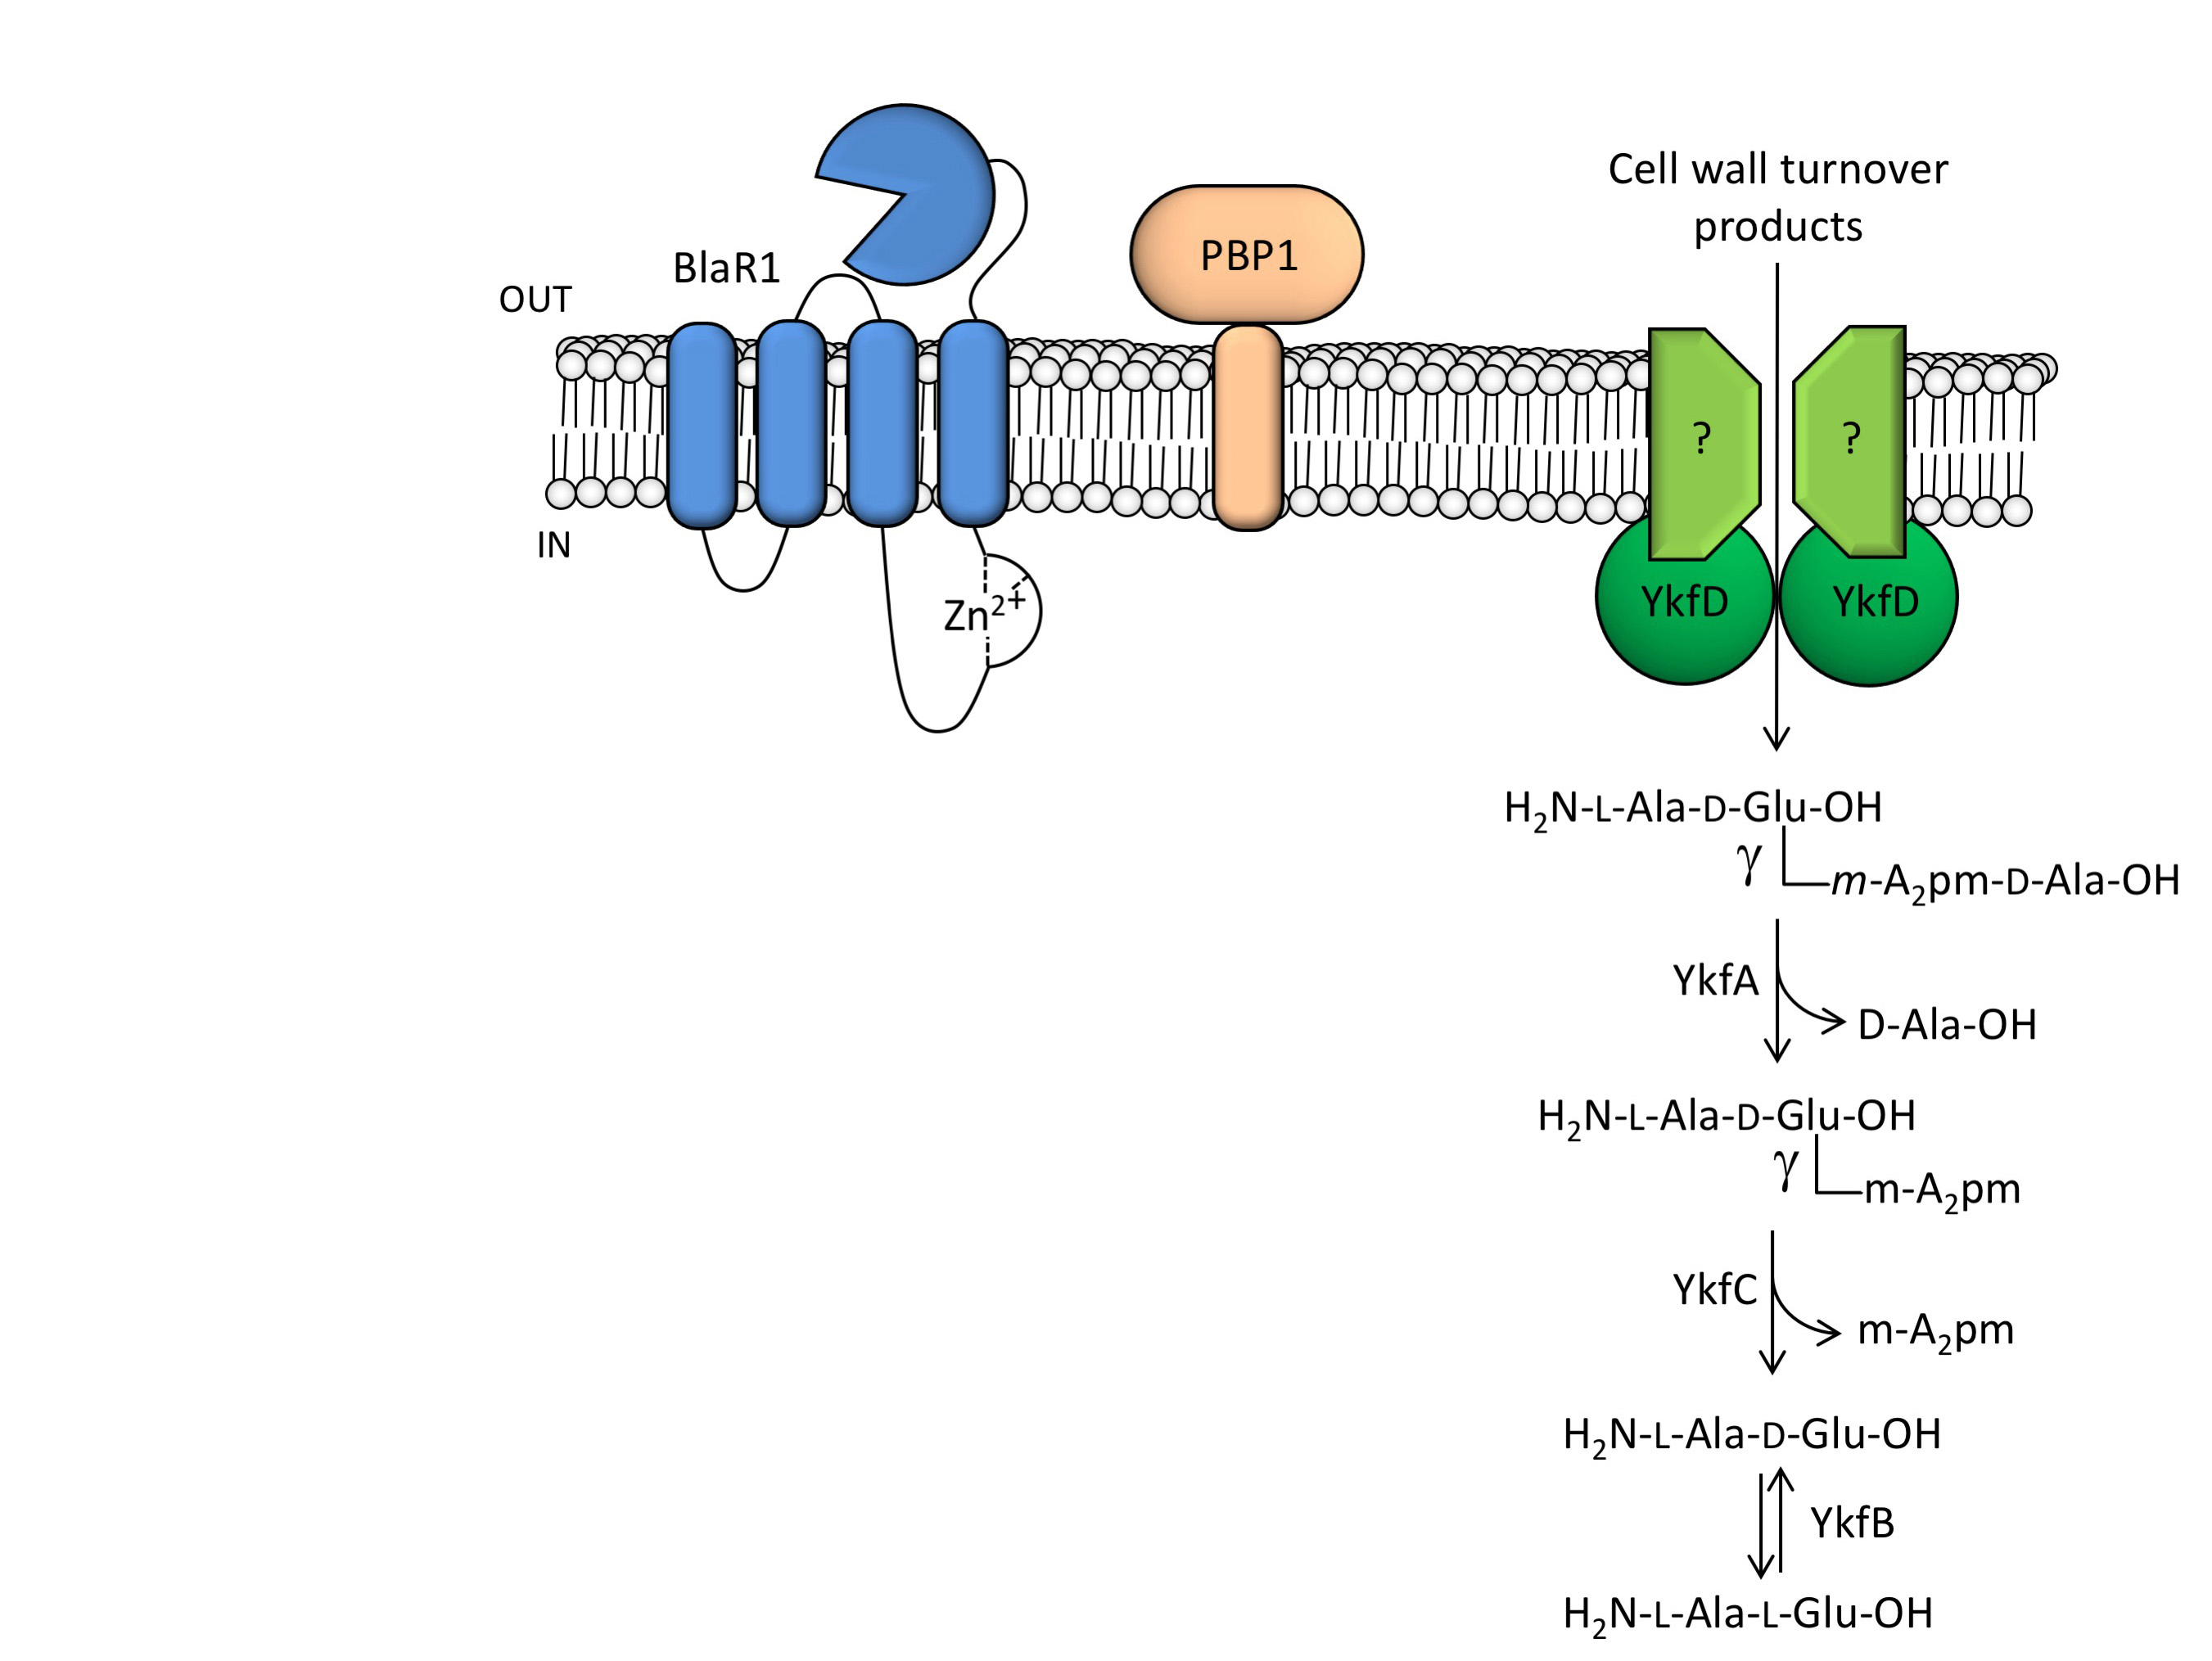 Cell wall turnover
products
PBP1
BlaR1
OUT
? ?
IN
YkfD YkfD
Zn²⁺
H₂N-L-Ala-D-Glu-OH
γ
m-A₂pm-D-Ala-OH
YkfA
D-Ala-OH
H₂N-L-Ala-D-Glu-OH
γ
m-A₂pm
YkfC
m-A₂pm
H₂N-L-Ala-D-Glu-OH
YkfB
H₂N-L-Ala-L-Glu-OH